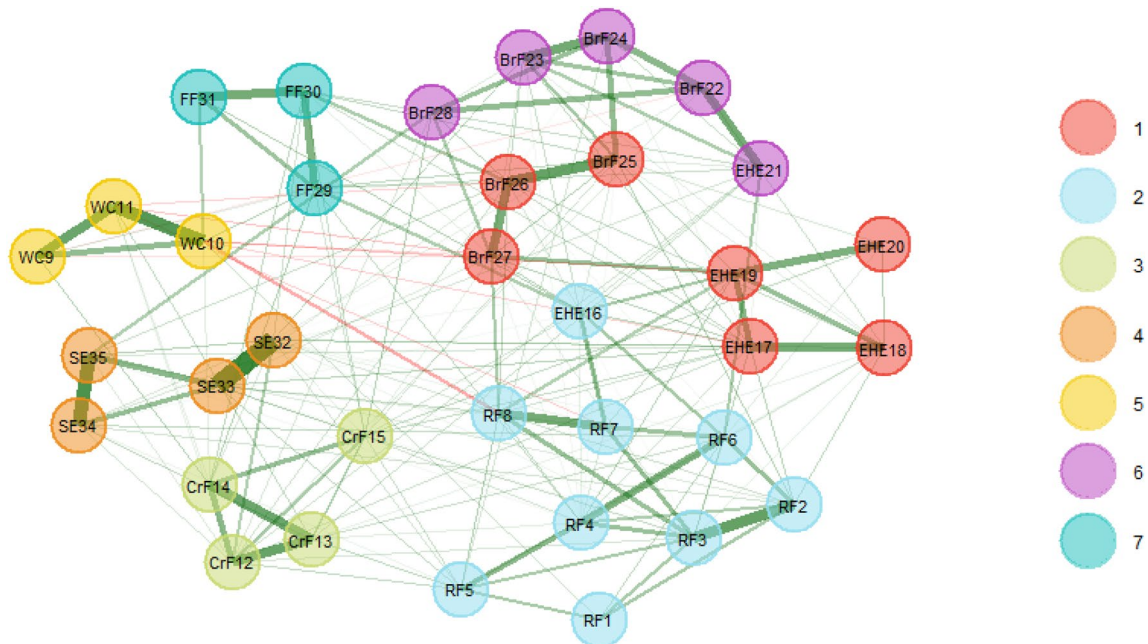 BrF24
BrF23
BrF22
FF30
FF31
BrF28
BrF25
EHE21
BrF26
FF29
WC11
WC10
EHE20
WC9
BrF27
EHE19
EHE16
SE32
EHE17
EHE18
SE35
SE33
RF8
SE34
RF7
CrF15
RF6
CrF14
RF2
RF4
CrF13
RF3
CrF12
RF5
RF1
1
2
3
4
5
6
7